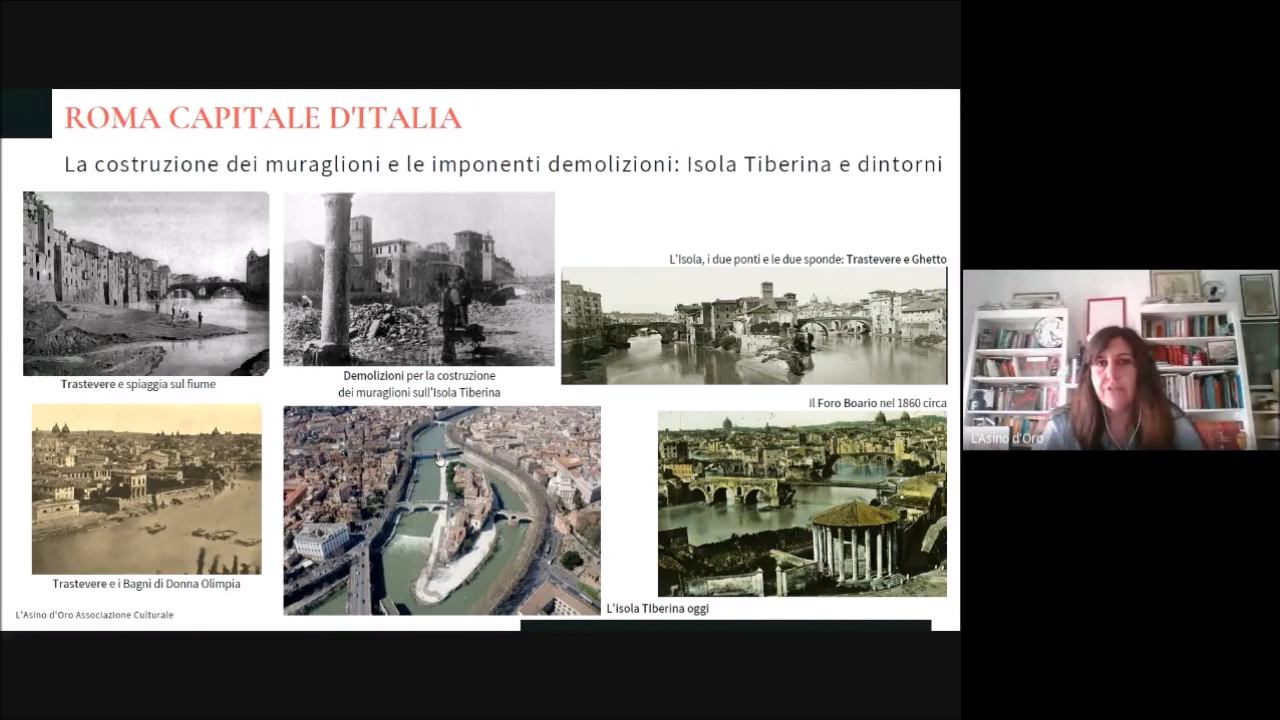 ROMA CAPITALE D'ITALIA
La costruzione dei muraglioni e le imponenti demolizioni: Isola Tiberina e dintorni
L'Isola, i due ponti e le due sponde: Trastevere e Ghetto
Trastevere e spiaggia sul fiume
Demolizioni per la costruzione
dei muraglioni sull'Isola Tiberina
Il Foro Boario nel 1860 circa
Trastevere e i Bagni di Donna Olimpia
L'isola TIberina oggi
L'Asino d'Oro Associazione Culturale
L'Asino d'Oro